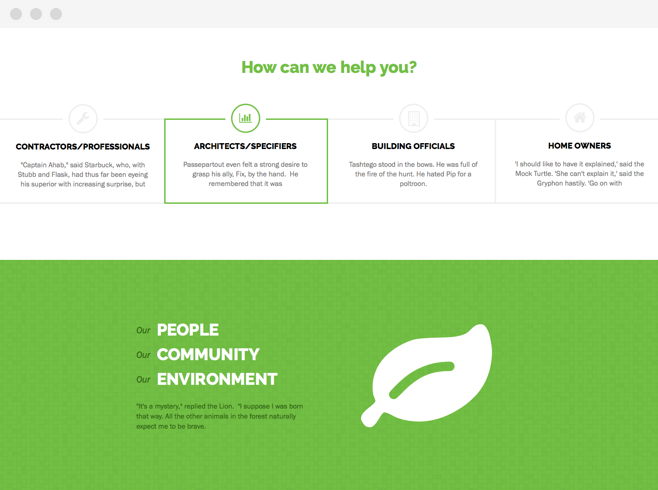 How can we help you?
CONTRACTORS/PROFESSIONALS
"Captain Ahab," said Starbuck, who, with
Stubb and Flask, had thus far been eyeing
his superior with increasing surprise, but
ARCHITECTS/SPECIFIERS
Passepartout even felt a strong desire to
grasp his ally, Fix, by the hand. He
remembered that it was
BUILDING OFFICIALS
Tashtego stood in the bows. He was full of
the fire of the hunt. He hated Pip for a
poltroon.
HOME OWNERS
'I should like to have it explained,' said the
Mock Turtle. 'She can't explain it,' said the
Gryphon hastily. 'Go on with
Our PEOPLE
Our COMMUNITY
Our ENVIRONMENT
"It's a mystery," replied the Lion. "I suppose I was born
that way. All the other animals in the forest naturally
expect me to be brave.